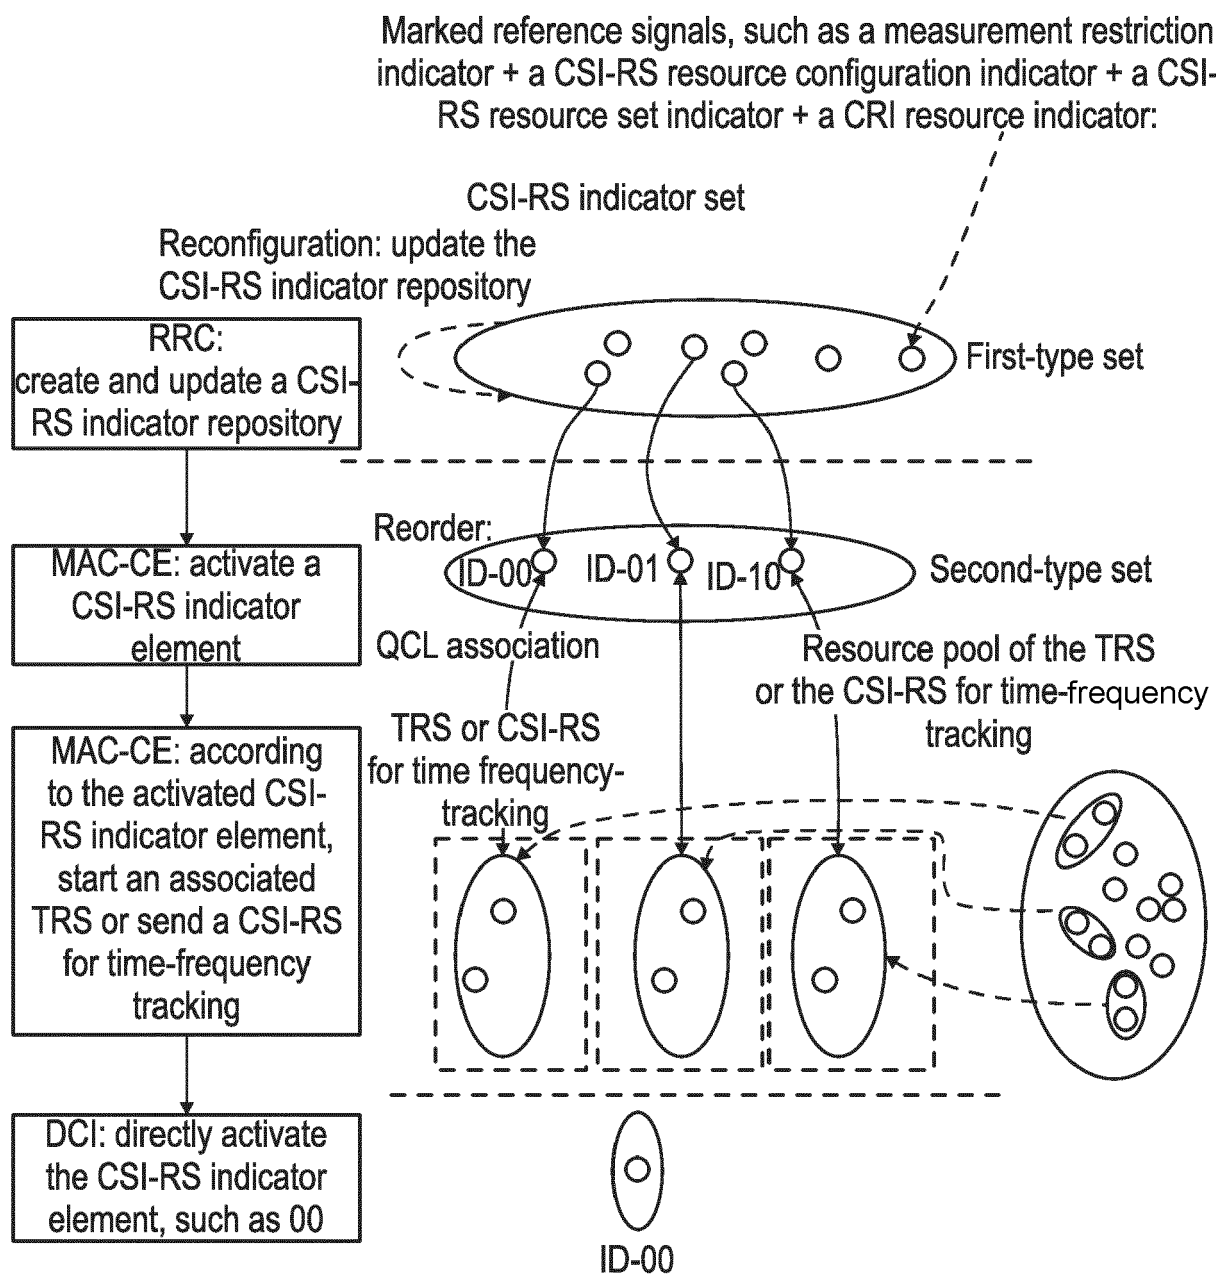 Marked reference signals, such as a measurement restriction
indicator + a CSI-RS resource configuration indicator + a CSI-
RS resource set indicator + a CRI resource indicator:
CSI-RS indicator set
Reconfiguration: update the
CSI-RS indicator repository
First-type set
RRC:
create and update a CSI-
RS indicator repository
Reorder:
ID-00
ID-01
ID-10
Second-type set
MAC-CE: activate a
CSI-RS indicator
element
QCL association
Resource pool of the TRS
or the CSI-RS for time-frequency
tracking
TRS or CSI-RS
for time frequency-
tracking
MAC-CE: according
to the activated CSI-
RS indicator element,
start an associated
TRS or send a CSI-RS
for time-frequency
tracking
DCI: directly activate
the CSI-RS indicator
element, such as 00
ID-00